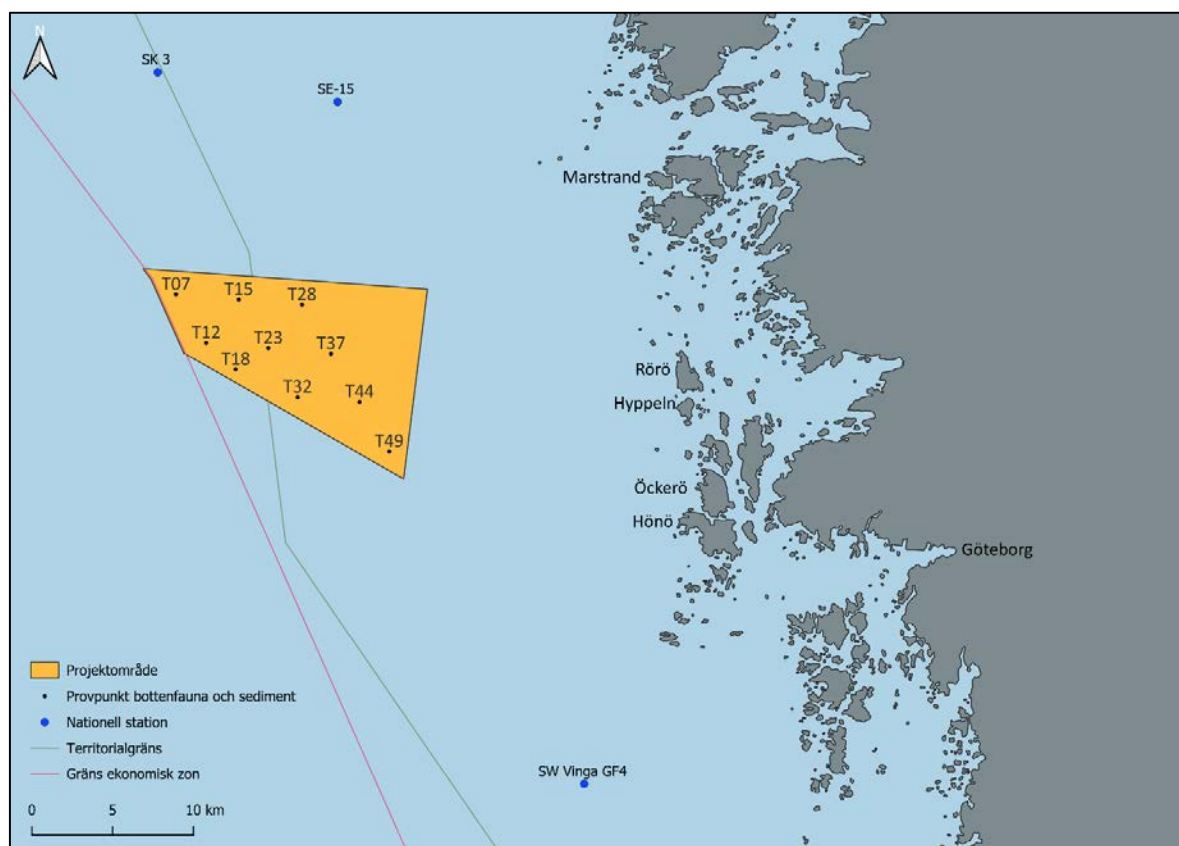 N
SK 3
SE-15
Marstrand
T07
T15
T28
T12
T23
T37
T18
Rörö
T32
T44
Hyppeln
T49
Öckerö
Hönö
Göteborg
Projektområde
Provpunkt bottenfauna och sediment
Nationell station
Territorialgräns
Gräns ekonomisk zon
SW Vinga GF4
0 5 10 km